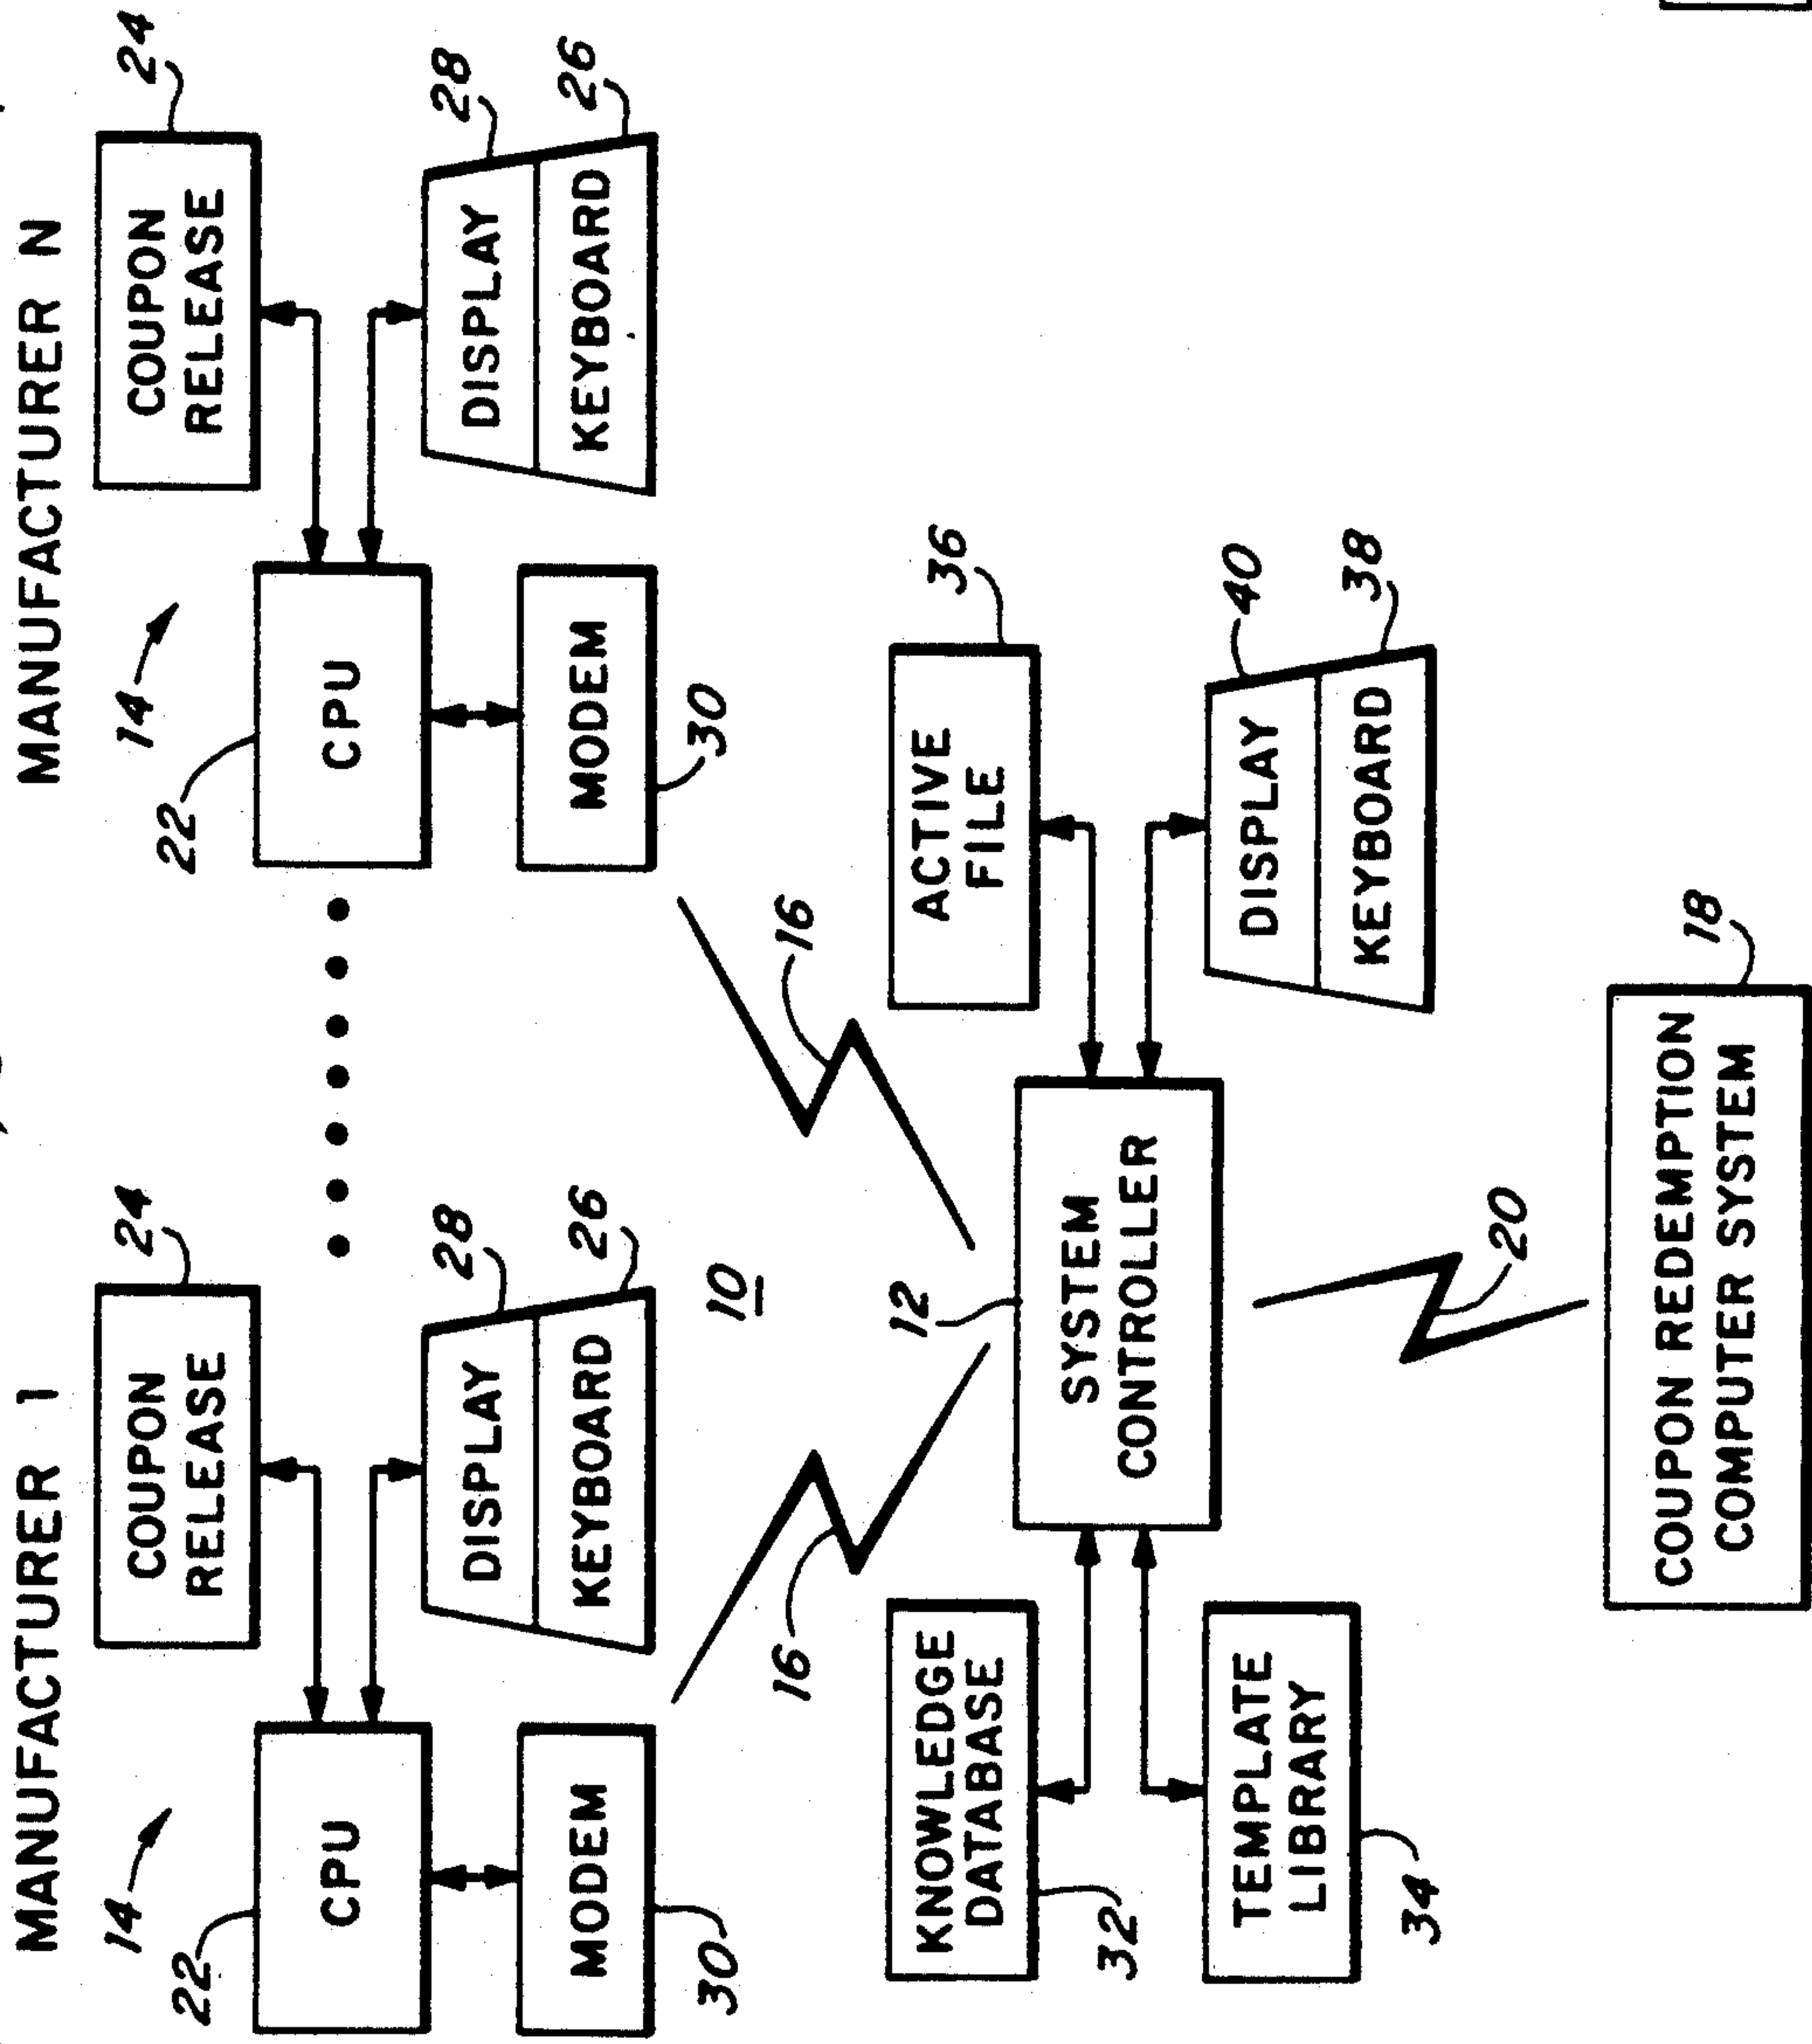 MANUFACTURER 1
MANUFACTURER N
14
22
CPU
24
COUPON
RELEASE
28
DISPLAY
26
KEYBOARD
MODEM
30
14
22
CPU
24
COUPON
RELEASE
28
DISPLAY
26
KEYBOARD
MODEM
30
10
16
16
12
SYSTEM
CONTROLLER
KNOWLEDGE
DATABASE
32
TEMPLATE
LIBRARY
34
ACTIVE
FILE
36
40
DISPLAY
38
KEYBOARD
20
18
COUPON REDEMPTION
COMPUTER SYSTEM